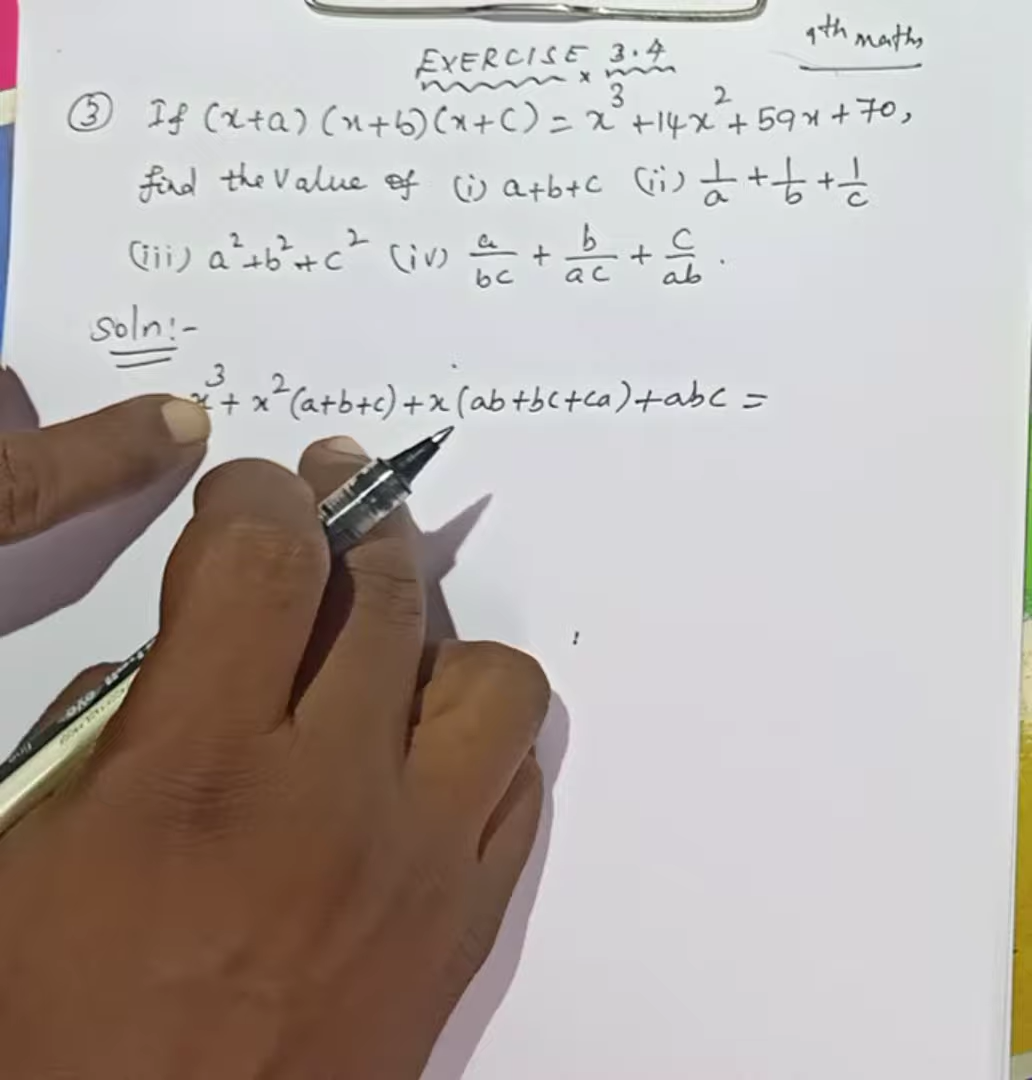 9th maths
EXERCISE 3.4
③ If (x+a) (x+b)(x+c) = x³+14x²+59x+70,
find the value of (i) a+b+c (ii) 1/a + 1/b + 1/c
(iii) a²+b²+c² (iv) a/bc + b/ac + c/ab .
Soln:-
x³ + x²(a+b+c) + x(ab+bc+ca)+abc =